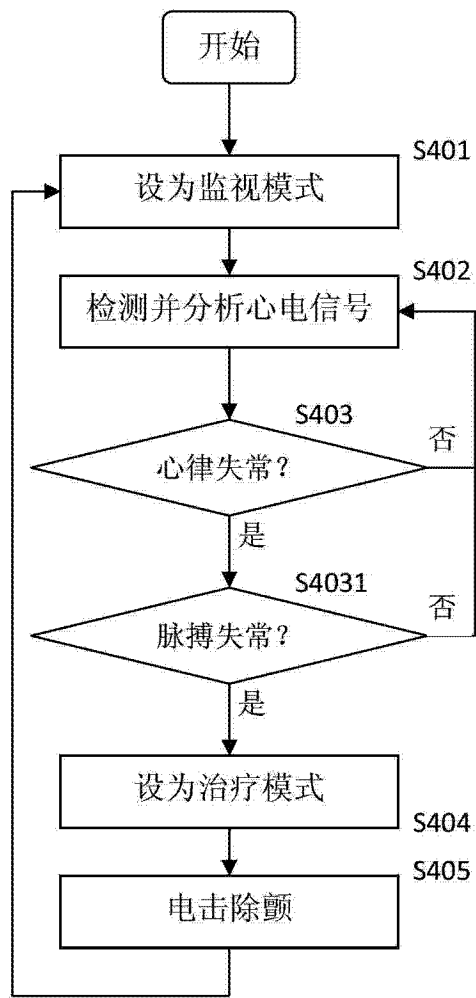 开始
S401
设为监视模式
S402
检测并分析心电信号
S403
心律失常？
否
是
S4031
脉搏失常？
否
是
设为治疗模式
S404
S405
电击除颤